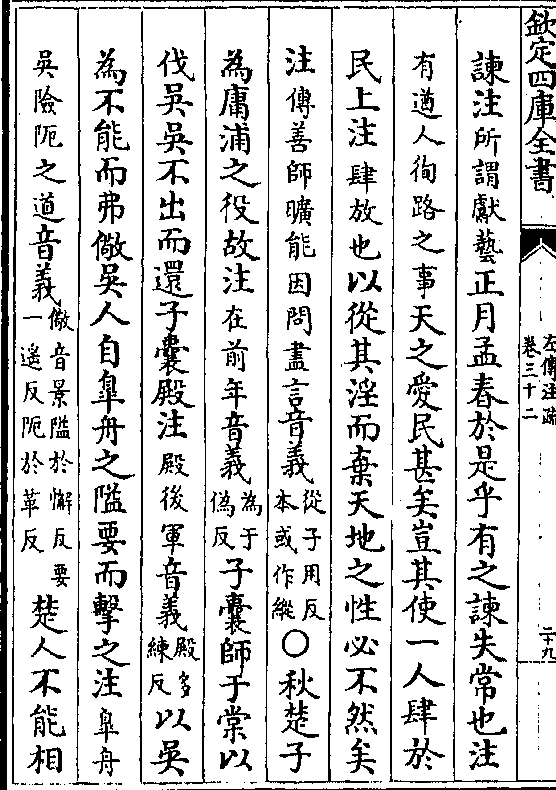 欽定四庫全書
左傳注疏
卷三十二
二十九
諫注所謂獻藝正月孟春於是乎有之諫失常也注
有遒人徇路之事天之愛民甚矣豈其使一人肆於
民上注肆放也以從其淫而棄天地之性必不然矣
注傳善師曠能因問盡言音義從子用反本或作縱〇秋楚子
為庸浦之役故注在前年音義為于偽反子囊師于棠以
伐吳吳不出而還子囊殿注殿後軍音義殿多練反以吳
為不能而弗儆吳人自臯舟之隘要而擊之注臯舟
吳險阨之道音義儆音景隘於懈反要一遥反阨於革反楚人不能相